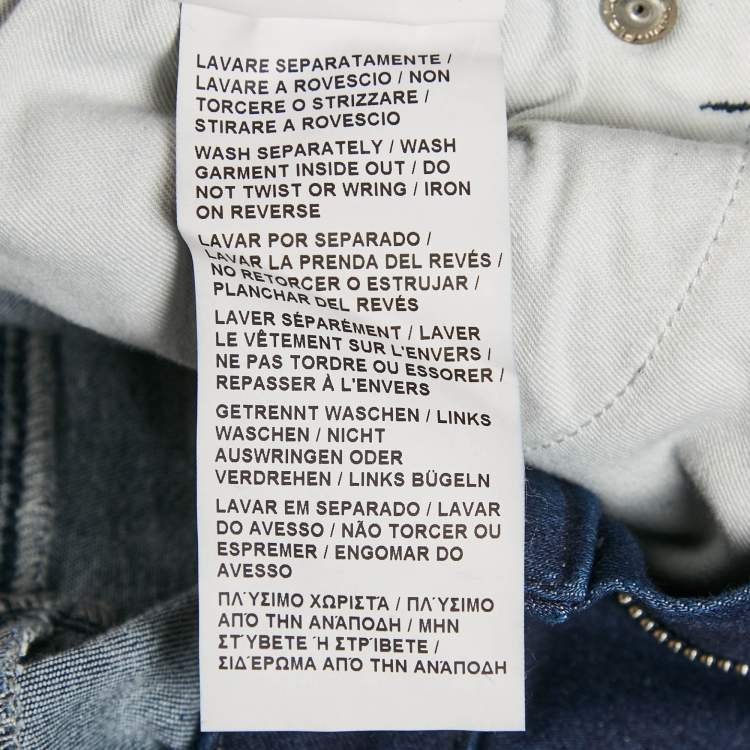 LAVARE SEPARATAMENTE /
LAVARE A ROVESCIO / NON
TORCERE O STRIZZARE /
STIRARE A ROVESCIO
WASH SEPARATELY / WASH
GARMENT INSIDE OUT / DO
NOT TWIST OR WRING / IRON
ON REVERSE
LAVAR POR SEPARADO /
LAVAR LA PRENDA DEL REVÉS /
NO RETORCER O ESTRUJAR /
PLANCHAR DEL REVÉS
LAVER SÉPARÉMENT / LAVER
LE VÊTEMENT SUR L'ENVERS /
NE PAS TORDRE OU ESSORER /
REPASSER À L'ENVERS
GETRENNT WASCHEN / LINKS
WASCHEN / NICHT
AUSWRINGEN ODER
VERDREHEN / LINKS BÜGELN
LAVAR EM SEPARADO / LAVAR
DO AVESSO / NÃO TORCER OU
ESPREMER / ENGOMAR DO
AVESSO
ΠΛΎΣΙΜΟ ΧΩΡΙΣΤΆ / ΠΛΎΣΙΜΟ
ΑΠΌ ΤΗΝ ΑΝΆΠΟΔΗ / ΜΗΝ
ΣΤΎΒΕΤΕ Ή ΣΤΡΊΒΕΤΕ /
ΣΙΔΈΡΩΜΑ ΑΠΌ ΤΗΝ ΑΝΆΠΟΔΗ